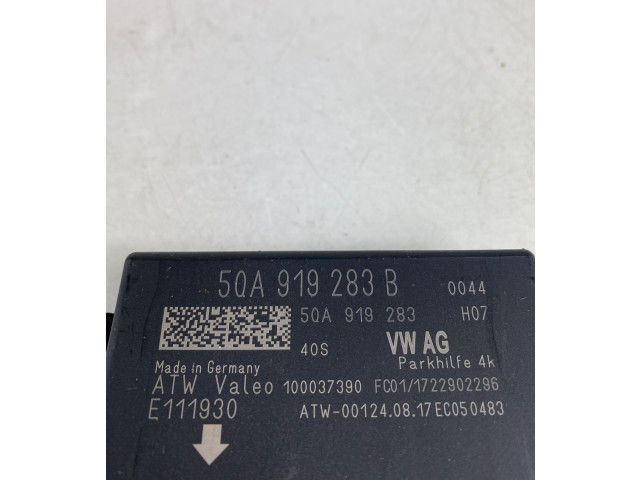 5QA 919 283 B 0044
5QA 919 283 H07
40S VW AG
Made in Germany Parkhilfe 4k
ATW Valeo 100037390 FC01/1722902296
E111930 ATW-00124.08.17EC050483